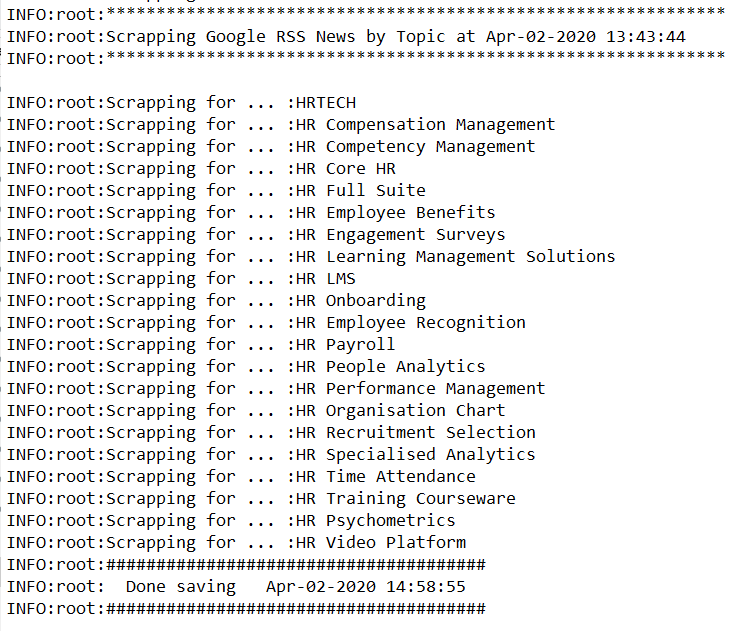 INFO:root:**************************************************************
INFO:root:Scrapping Google RSS News by Topic at Apr-02-2020 13:43:44
INFO:root:**************************************************************
INFO:root:Scrapping for ... :HRTECH
INFO:root:Scrapping for ... :HR Compensation Management
INFO:root:Scrapping for ... :HR Competency Management
INFO:root:Scrapping for ... :HR Core HR
INFO:root:Scrapping for ... :HR Full Suite
INFO:root:Scrapping for ... :HR Employee Benefits
INFO:root:Scrapping for ... :HR Engagement Surveys
INFO:root:Scrapping for ... :HR Learning Management Solutions
INFO:root:Scrapping for ... :HR LMS
INFO:root:Scrapping for ... :HR Onboarding
INFO:root:Scrapping for ... :HR Employee Recognition
INFO:root:Scrapping for ... :HR Payroll
INFO:root:Scrapping for ... :HR People Analytics
INFO:root:Scrapping for ... :HR Performance Management
INFO:root:Scrapping for ... :HR Organisation Chart
INFO:root:Scrapping for ... :HR Recruitment Selection
INFO:root:Scrapping for ... :HR Specialised Analytics
INFO:root:Scrapping for ... :HR Time Attendance
INFO:root:Scrapping for ... :HR Training Courseware
INFO:root:Scrapping for ... :HR Psychometrics
INFO:root:Scrapping for ... :HR Video Platform
INFO:root:######################################
INFO:root:  Done saving   Apr-02-2020 14:58:55
INFO:root:######################################